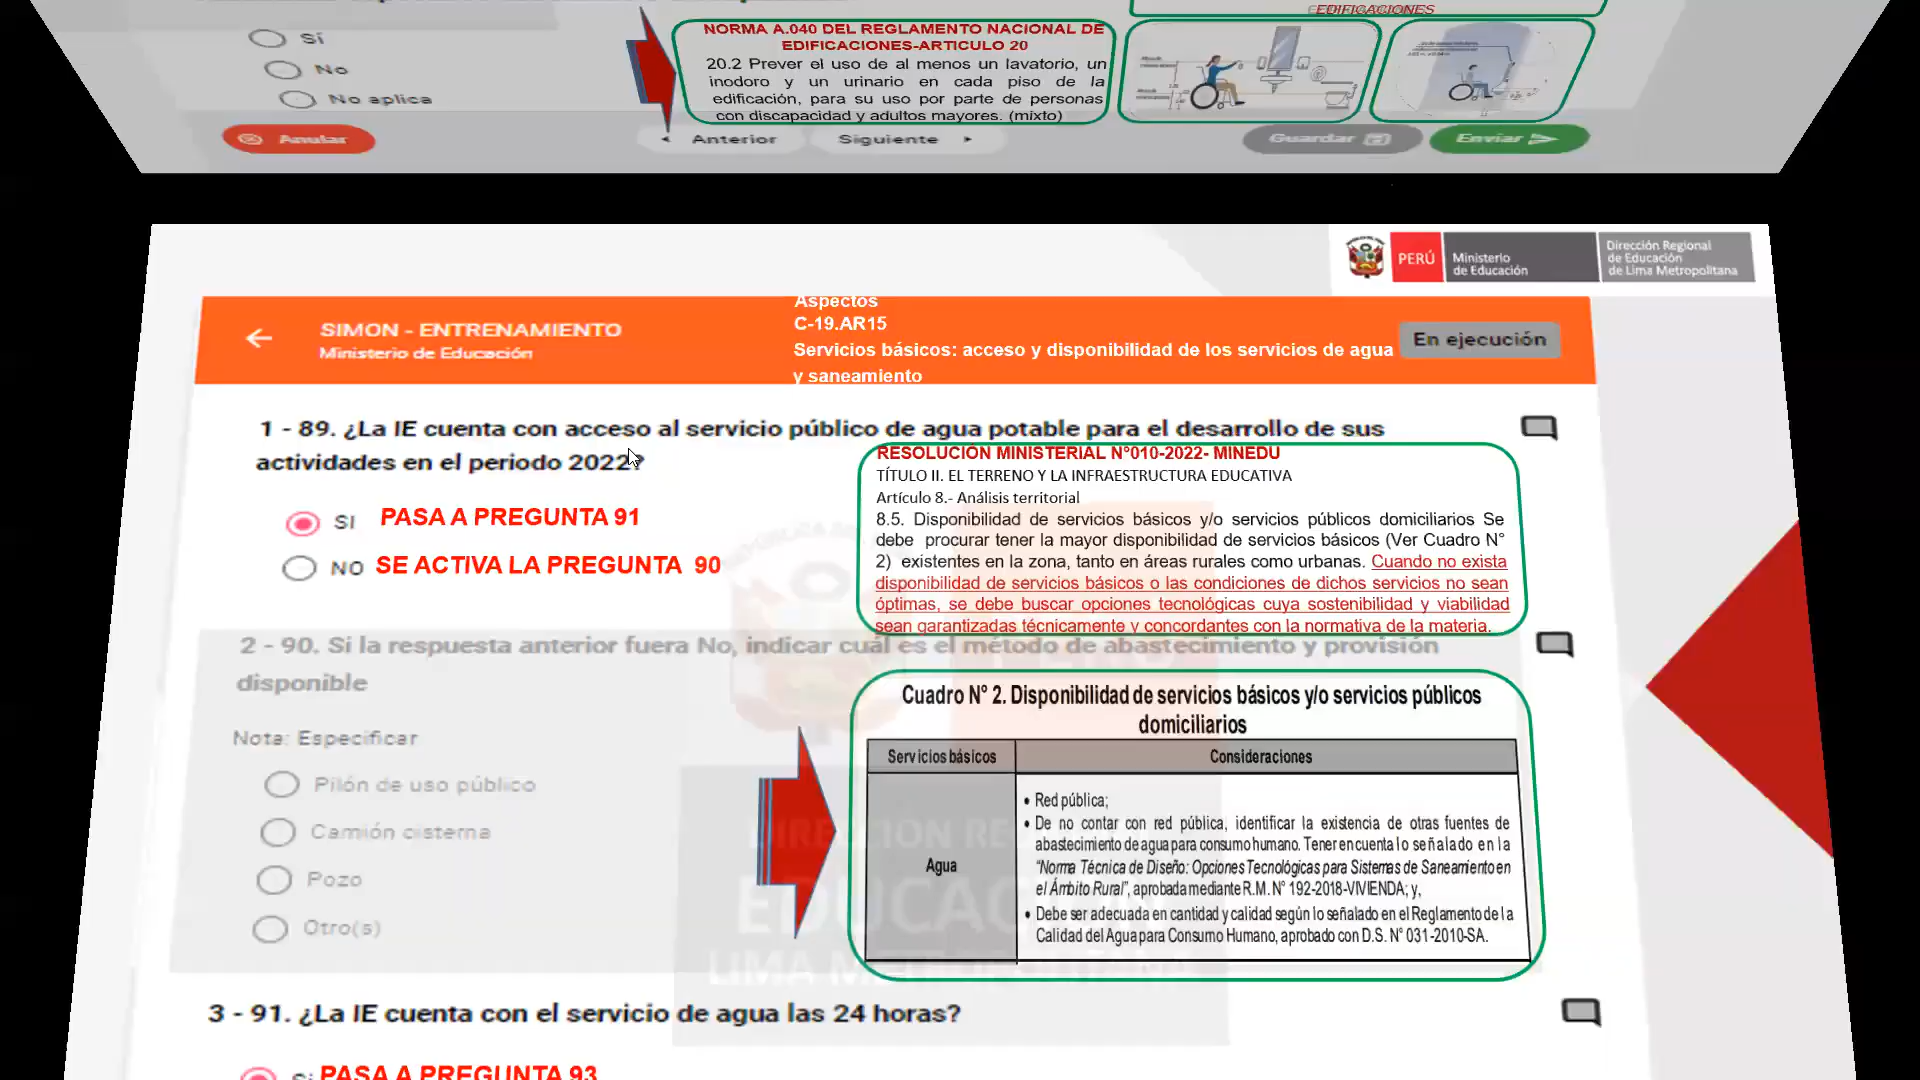 EDIFICACIONES
Sí
No
No aplica
NORMA A.040 DEL REGLAMENTO NACIONAL DE
EDIFICACIONES-ARTICULO 20
20.2 Prever el uso de al menos un lavatorio, un
inodoro y un urinario en cada piso de la
edificación, para su uso por parte de personas
con discapacidad y adultos mayores. (mixto)
Anular
Anterior
Siguiente
Guardar
Enviar
PERÚ
Ministerio
de Educación
Dirección Regional
de Educación
de Lima Metropolitana
SIMON - ENTRENAMIENTO
Ministerio de Educación
Aspectos
C-19.AR15
Servicios básicos: acceso y disponibilidad de los servicios de agua
y saneamiento
En ejecución
1 - 89. ¿La IE cuenta con acceso al servicio público de agua potable para el desarrollo de sus
actividades en el periodo 2022?
SI PASA A PREGUNTA 91
NO SE ACTIVA LA PREGUNTA 90
RESOLUCIÓN MINISTERIAL N°010-2022- MINEDU
TÍTULO II. EL TERRENO Y LA INFRAESTRUCTURA EDUCATIVA
Artículo 8.- Análisis territorial
8.5. Disponibilidad de servicios básicos y/o servicios públicos domiciliarios Se
debe procurar tener la mayor disponibilidad de servicios básicos (Ver Cuadro N°
2) existentes en la zona, tanto en áreas rurales como urbanas. Cuando no exista
disponibilidad de servicios básicos o las condiciones de dichos servicios no sean
óptimas, se debe buscar opciones tecnológicas cuya sostenibilidad y viabilidad
sean garantizadas técnicamente y concordantes con la normativa de la materia.
2 - 90. Si la respuesta anterior fuera No, indicar cuál es el método de abastecimiento y provisión
disponible
Nota: Especificar
Pilón de uso público
Camión cisterna
Pozo
Otro(s)
Cuadro N° 2. Disponibilidad de servicios básicos y/o servicios públicos
domiciliarios
Servicios básicos
Consideraciones
Agua
• Red pública;
• De no contar con red pública, identificar la existencia de otras fuentes de
abastecimiento de agua para consumo humano. Tener en cuenta lo señalado en la
“Norma Técnica de Diseño: Opciones Tecnológicas para Sistemas de Saneamiento en
el Ámbito Rural”, aprobada mediante R.M. N° 192-2018-VIVIENDA; y,
• Debe ser adecuada en cantidad y calidad según lo señalado en el Reglamento de la
Calidad del Agua para Consumo Humano, aprobado con D.S. N° 031-2010-SA.
3 - 91. ¿La IE cuenta con el servicio de agua las 24 horas?
Si PASA A PREGUNTA 93